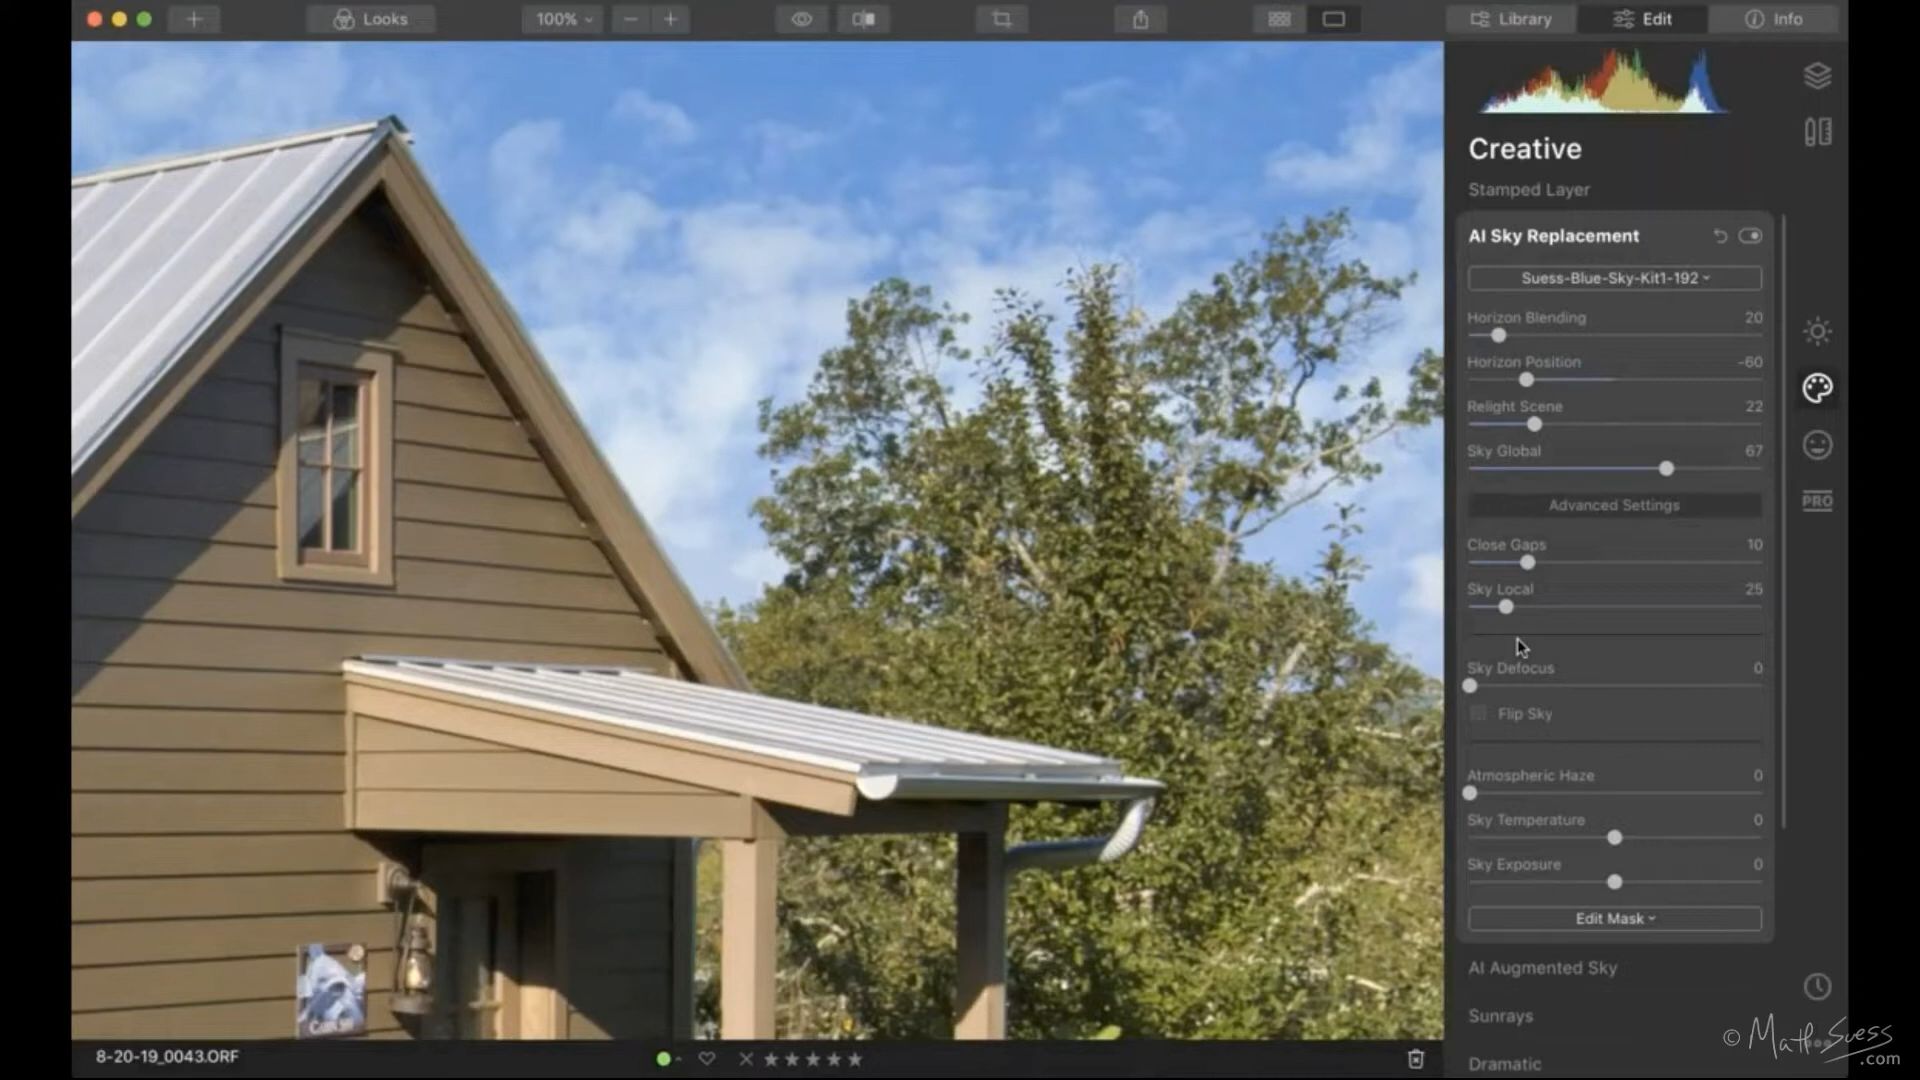 Looks
100%
Library
Edit
Info
Creative
Stamped Layer
AI Sky Replacement
Suess-Blue-Sky-Kit1-192
Horizon Blending 20
Horizon Position -60
Relight Scene 22
Sky Global 67
Advanced Settings
Close Gaps 10
Sky Local 25
Sky Defocus 0
Flip Sky
Atmospheric Haze 0
Sky Temperature 0
Sky Exposure 0
Edit Mask
AI Augmented Sky
Sunrays
Dramatic
PRO
8-20-19_0043.ORF
© Matt Suess
.com